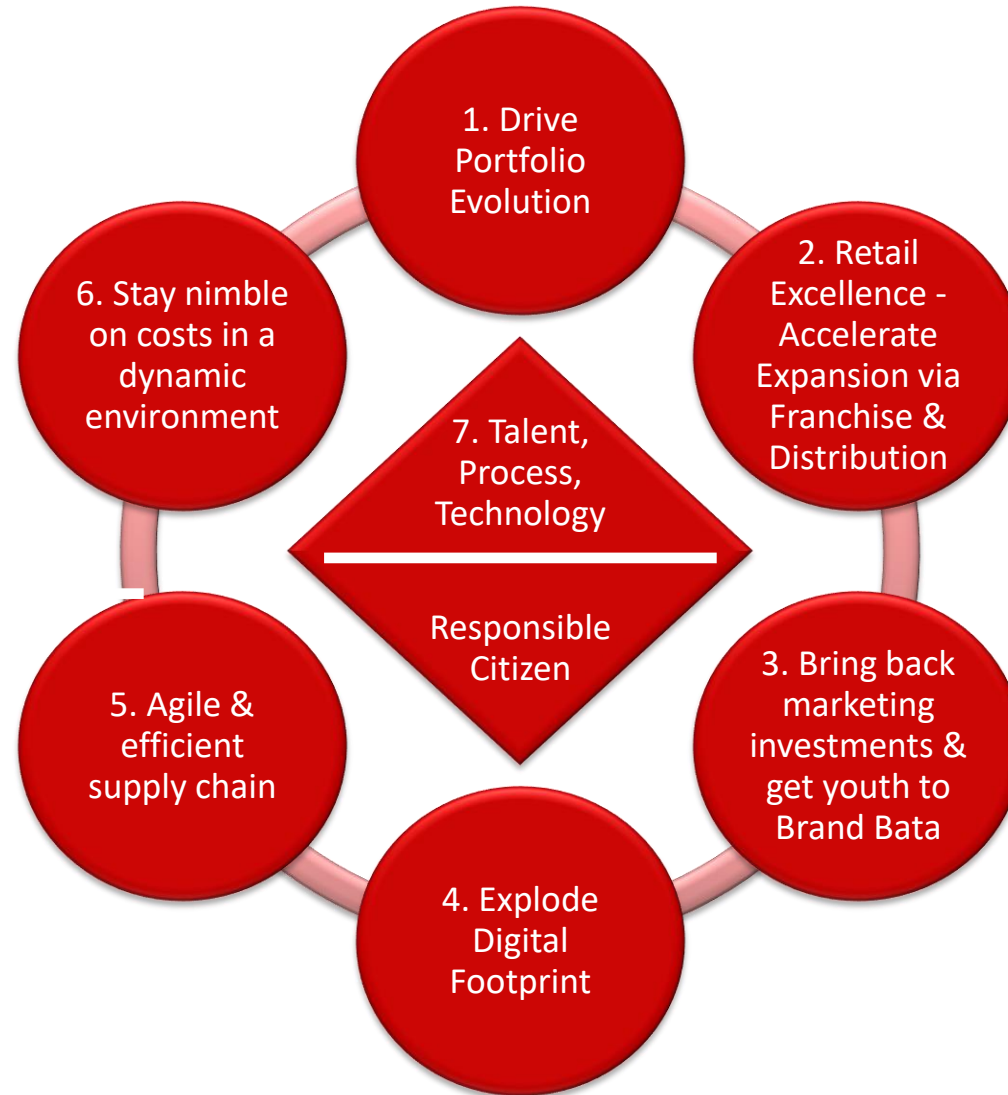 1. Drive
Portfolio
Evolution
2. Retail
Excellence -
Accelerate
Expansion via
Franchise &
Distribution
3. Bring back
marketing
investments &
get youth to
Brand Bata
4. Explode
Digital
Footprint
5. Agile &
efficient
supply chain
6. Stay nimble
on costs in a
dynamic
environment
7. Talent,
Process,
Technology
Responsible
Citizen